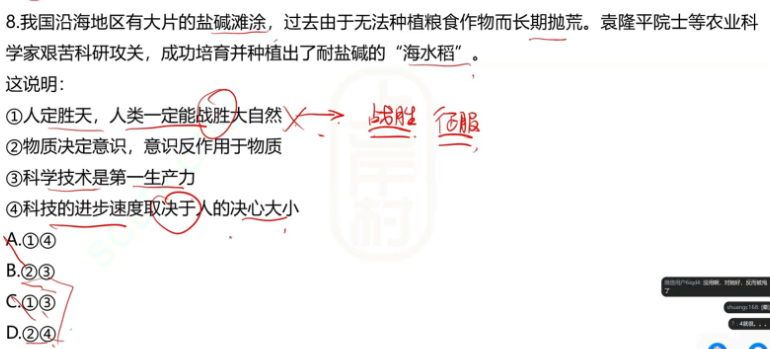 8.我国沿海地区有大片的盐碱滩涂，过去由于无法种植粮食作物而长期抛荒。袁隆平院士等农业科
学家艰苦科研攻关，成功培育并种植出了耐盐碱的“海水稻”。
这说明：
①人定胜天，人类一定能战胜大自然 战胜 征服
②物质决定意识，意识反作用于物质
③科学技术是第一生产力
④科技的进步速度取决于人的决心大小
A.①④
B.②③
C.①③
D.②④
上岸村